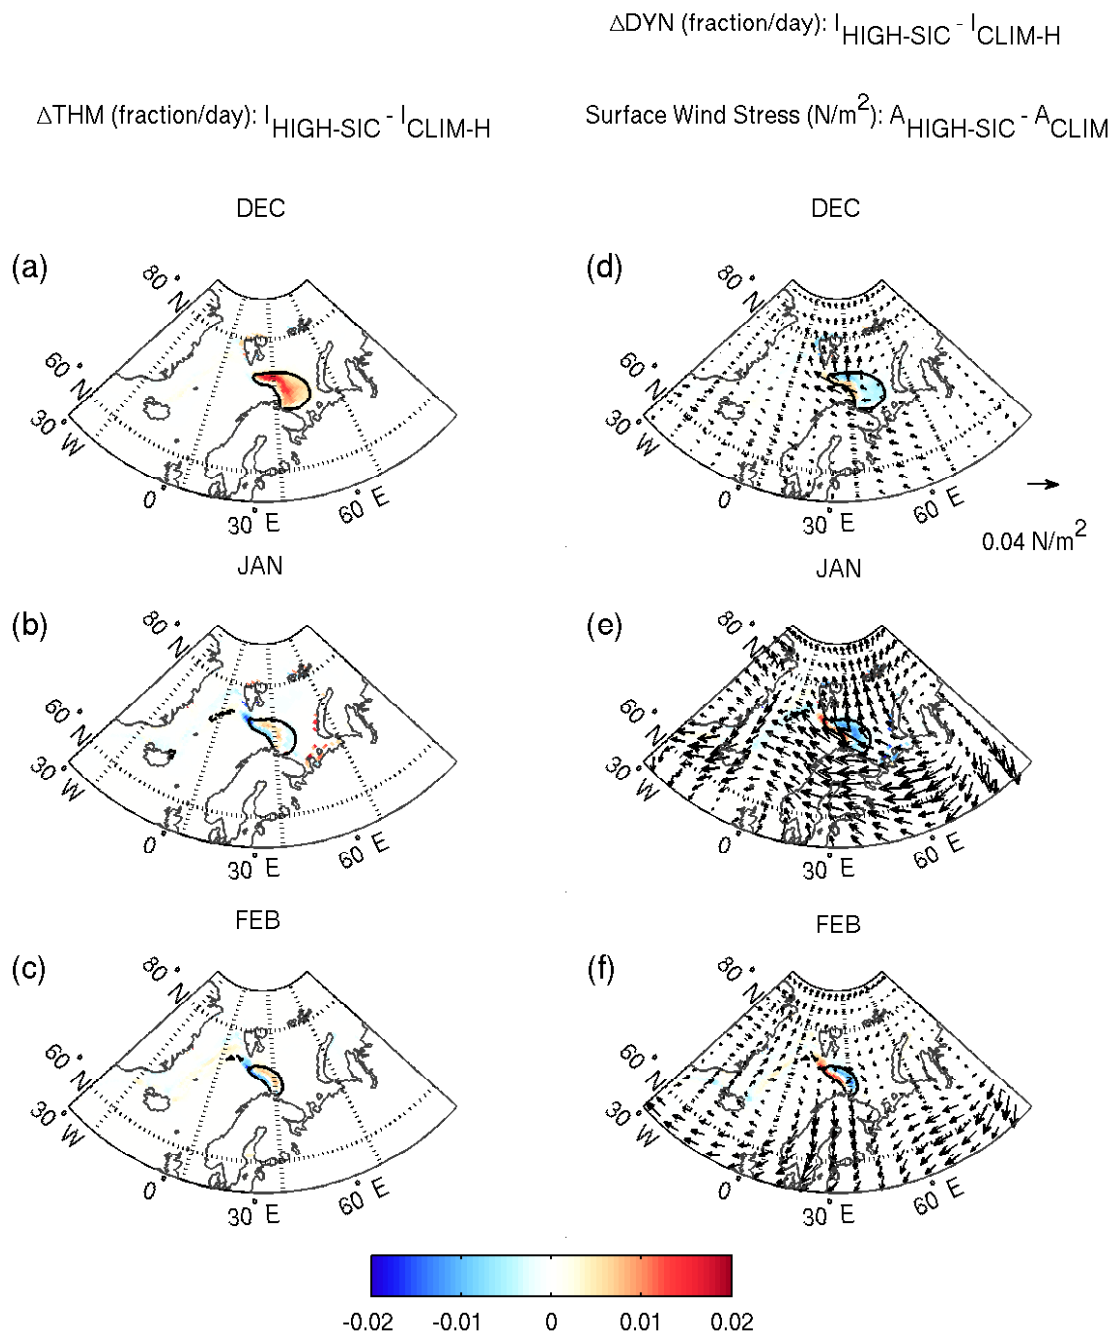 ΔDYN (fraction/day): I_HIGH-SIC - I_CLIM-H
ΔTHM (fraction/day): I_HIGH-SIC - I_CLIM-H
Surface Wind Stress (N/m²): A_HIGH-SIC - A_CLIM
DEC
DEC
(a)
80 °N
60 °N
30 °W
0 °
30 °E
60 °E
(d)
80 °N
60 °N
30 °W
0 °
30 °E
60 °E
0.04 N/m²
JAN
JAN
(b)
80 °N
60 °N
30 °W
0 °
30 °E
60 °E
(e)
80 °N
60 °N
30 °W
0 °
30 °E
60 °E
FEB
FEB
(c)
80 °N
60 °N
30 °W
0 °
30 °E
60 °E
(f)
80 °N
60 °N
30 °W
0 °
30 °E
60 °E
-0.02 -0.01 0 0.01 0.02